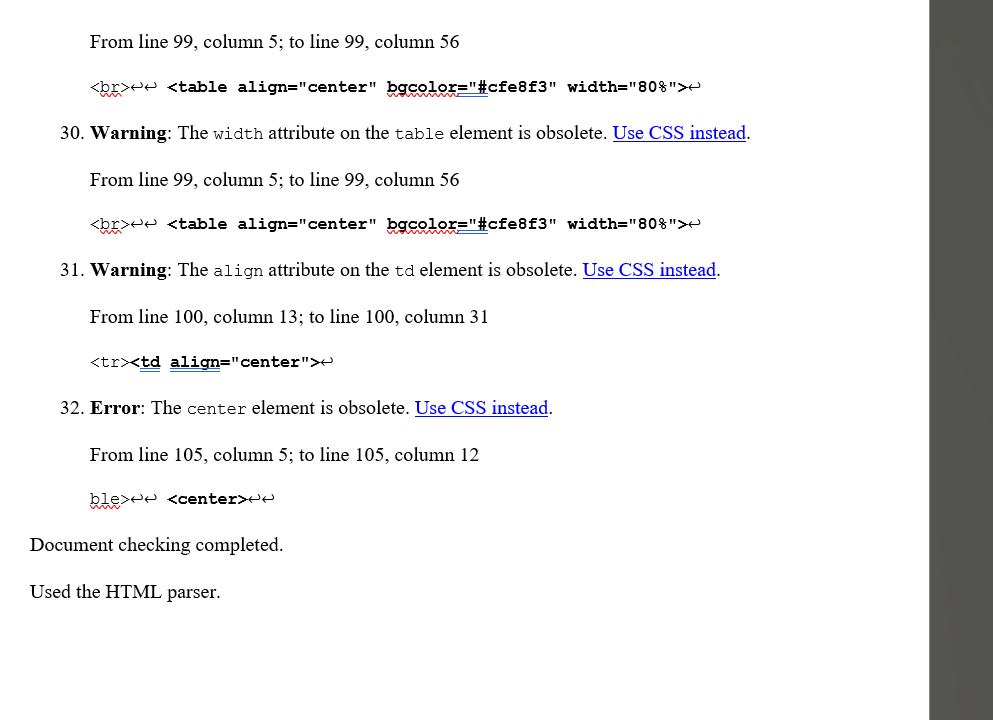 From line 99, column 5; to line 99, column 56
<br>↩↩ <table align="center" bgcolor="#cfe8f3" width="80%">↩
30. Warning: The width attribute on the table element is obsolete. Use CSS instead.
From line 99, column 5; to line 99, column 56
<br>↩↩ <table align="center" bgcolor="#cfe8f3" width="80%">↩
31. Warning: The align attribute on the td element is obsolete. Use CSS instead.
From line 100, column 13; to line 100, column 31
<tr><td align="center">↩
32. Error: The center element is obsolete. Use CSS instead.
From line 105, column 5; to line 105, column 12
ble>↩↩ <center>↩↩
Document checking completed.
Used the HTML parser.